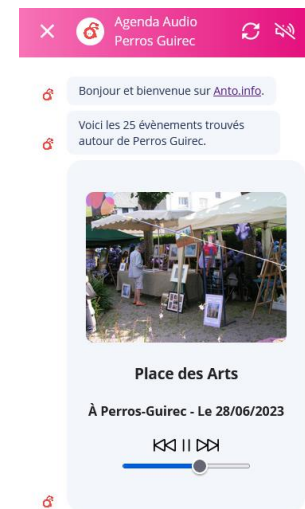 Agenda Audio
Perros Guirec
Bonjour et bienvenue sur Anto.info.
Voici les 25 évènements trouvés
autour de Perros Guirec.
Place des Arts
À Perros-Guirec - Le 28/06/2023